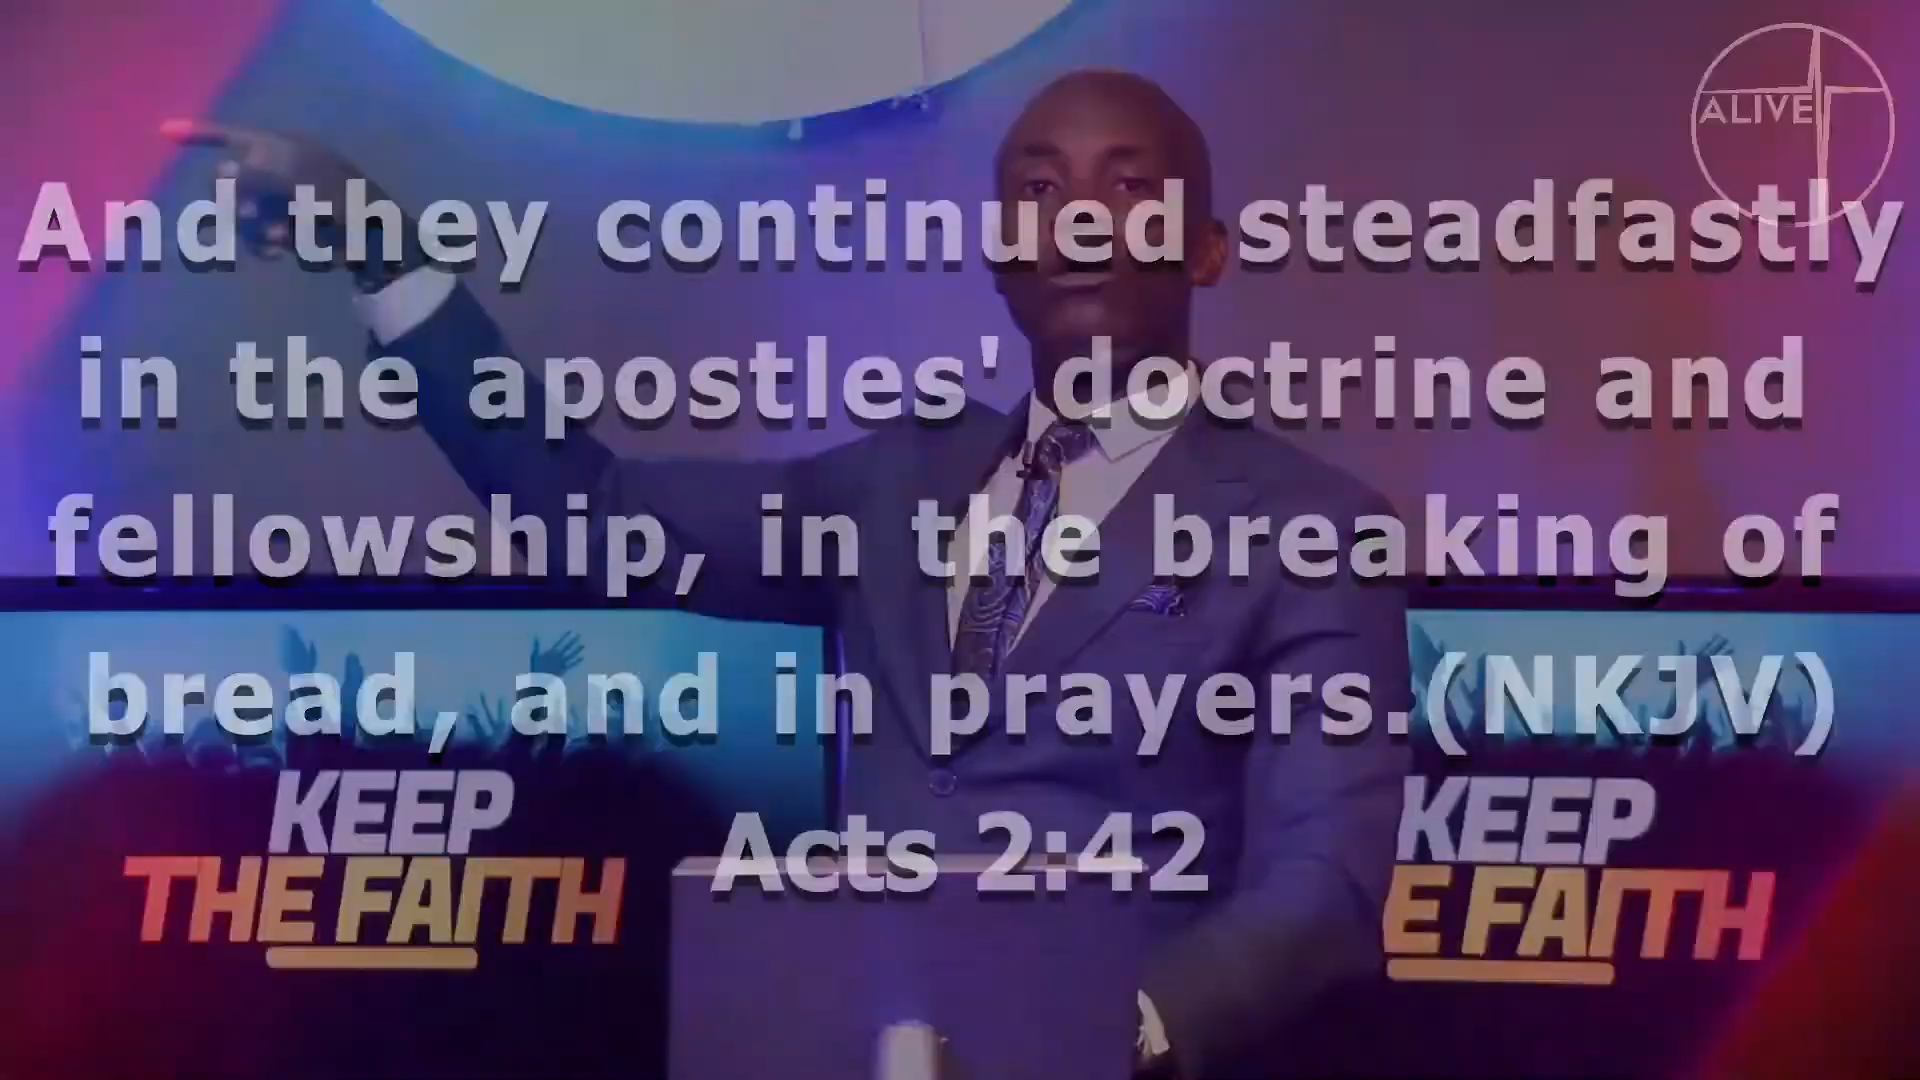 ALIVE
And they continued steadfastly
in the apostles' doctrine and
fellowship, in the breaking of
bread, and in prayers.(NKJV)
Acts 2:42
KEEP
THE FAITH
KEEP
E FAITH